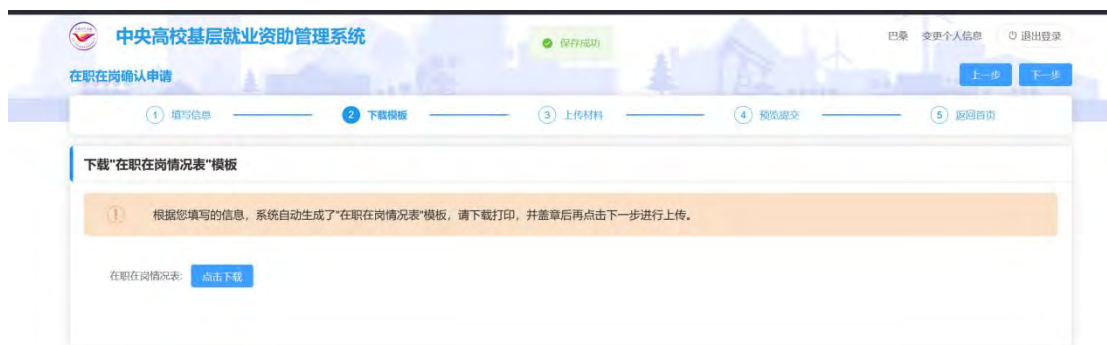 中央高校基层就业资助管理系统
保存成功
巴桑 变更个人信息 退出登录
在职在岗确认申请
上一步 下一步
1 填写信息 2 下载模板 3 上传材料 4 预览提交 5 返回首页
下载"在职在岗情况表"模板
根据您填写的信息，系统自动生成了"在职在岗情况表"模板，请下载打印，并盖章后再点击下一步进行上传。
在职在岗情况表: 点击下载